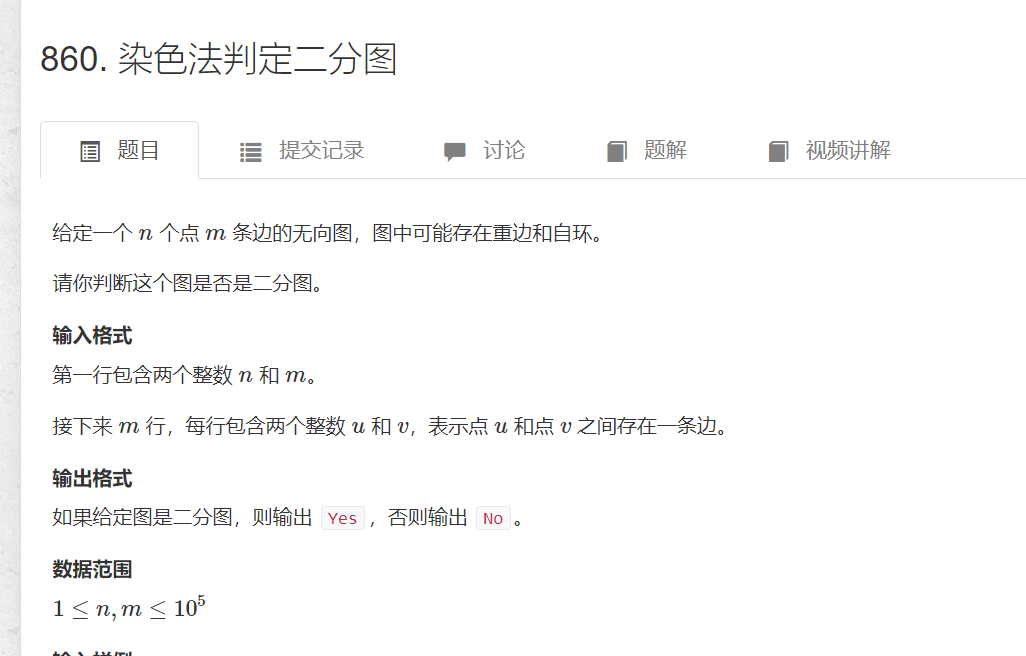 860. 染色法判定二分图
题目 提交记录 讨论 题解 视频讲解
给定一个 n 个点 m 条边的无向图，图中可能存在重边和自环。
请你判断这个图是否是二分图。
输入格式
第一行包含两个整数 n 和 m。
接下来 m 行，每行包含两个整数 u 和 v，表示点 u 和点 v 之间存在一条边。
输出格式
如果给定图是二分图，则输出 Yes，否则输出 No。
数据范围
1 ≤ n, m ≤ 10⁵